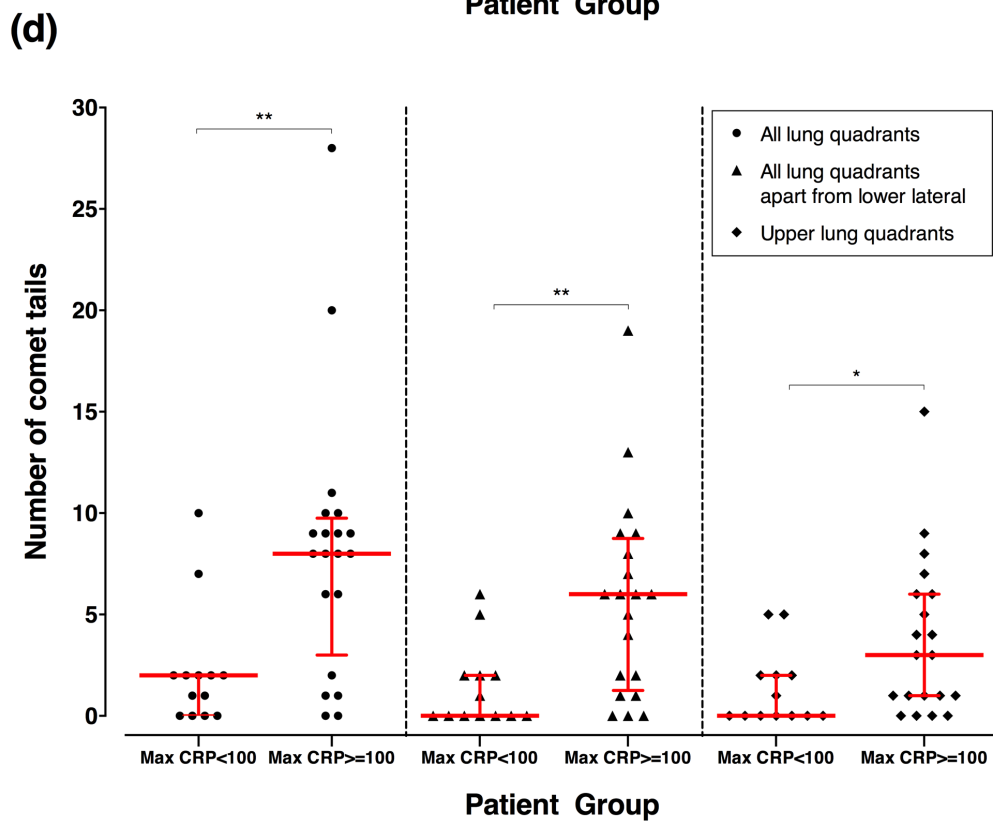 Patient Group
(d)
30
25
20
15
10
5
0
Number of comet tails
**
**
*
All lung quadrants
All lung quadrants
apart from lower lateral
Upper lung quadrants
Max CRP<100 Max CRP>=100 Max CRP<100 Max CRP>=100 Max CRP<100 Max CRP>=100
Patient Group